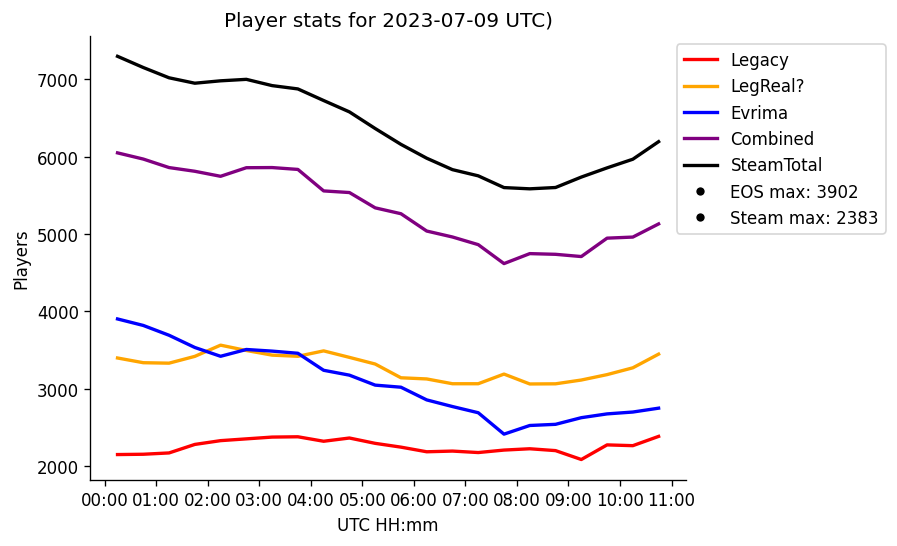 Player stats for 2023-07-09 UTC)
Legacy
LegReal?
Evrima
Combined
SteamTotal
EOS max: 3902
Steam max: 2383
Players
7000
6000
5000
4000
3000
2000
00:00 01:00 02:00 03:00 04:00 05:00 06:00 07:00 08:00 09:00 10:00 11:00
UTC HH:mm